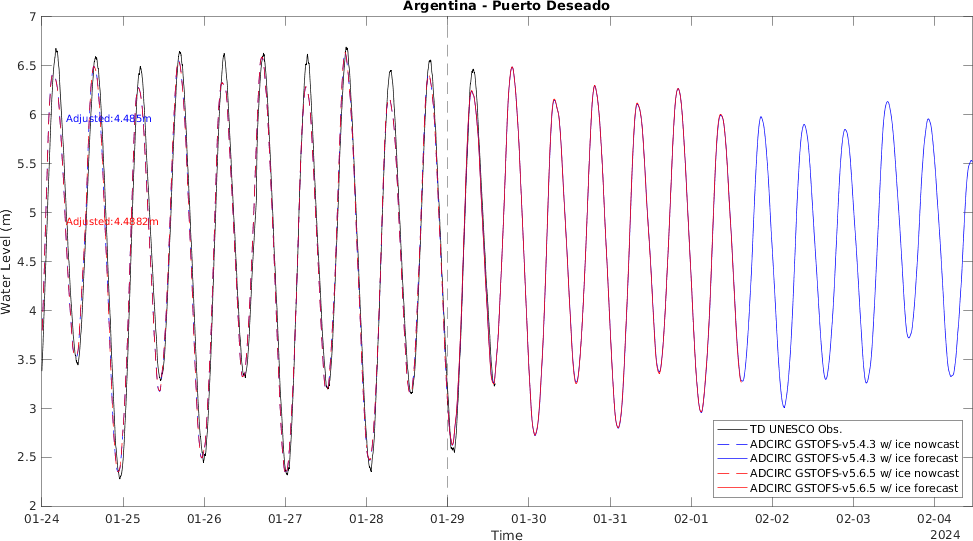 Argentina - Puerto Deseado
7
6.5
6
5.5
5
4.5
4
3.5
3
2.5
2
Water Level (m)
Adjusted:4.485m
Adjusted:4.4882m
TD UNESCO Obs.
ADCIRC GSTOFS-v5.4.3 w/ ice nowcast
ADCIRC GSTOFS-v5.4.3 w/ ice forecast
ADCIRC GSTOFS-v5.6.5 w/ ice nowcast
ADCIRC GSTOFS-v5.6.5 w/ ice forecast
01-24 01-25 01-26 01-27 01-28 01-29 01-30 01-31 02-01 02-02 02-03 02-04
Time
2024